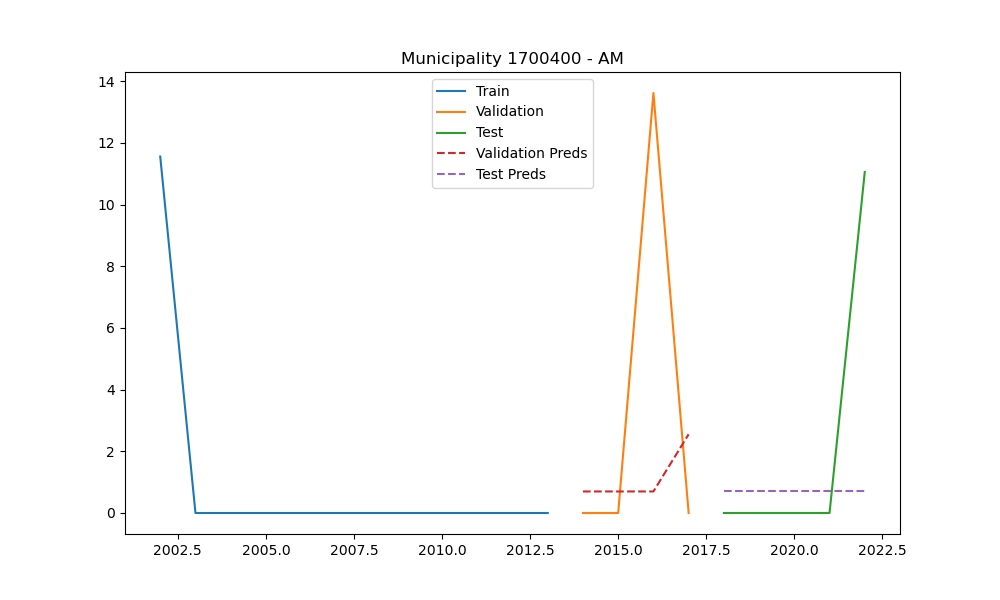 Municipality 1700400 - AM
14
12
10
8
6
4
2
0
Train
Validation
Test
Validation Preds
Test Preds
2002.5 2005.0 2007.5 2010.0 2012.5 2015.0 2017.5 2020.0 2022.5